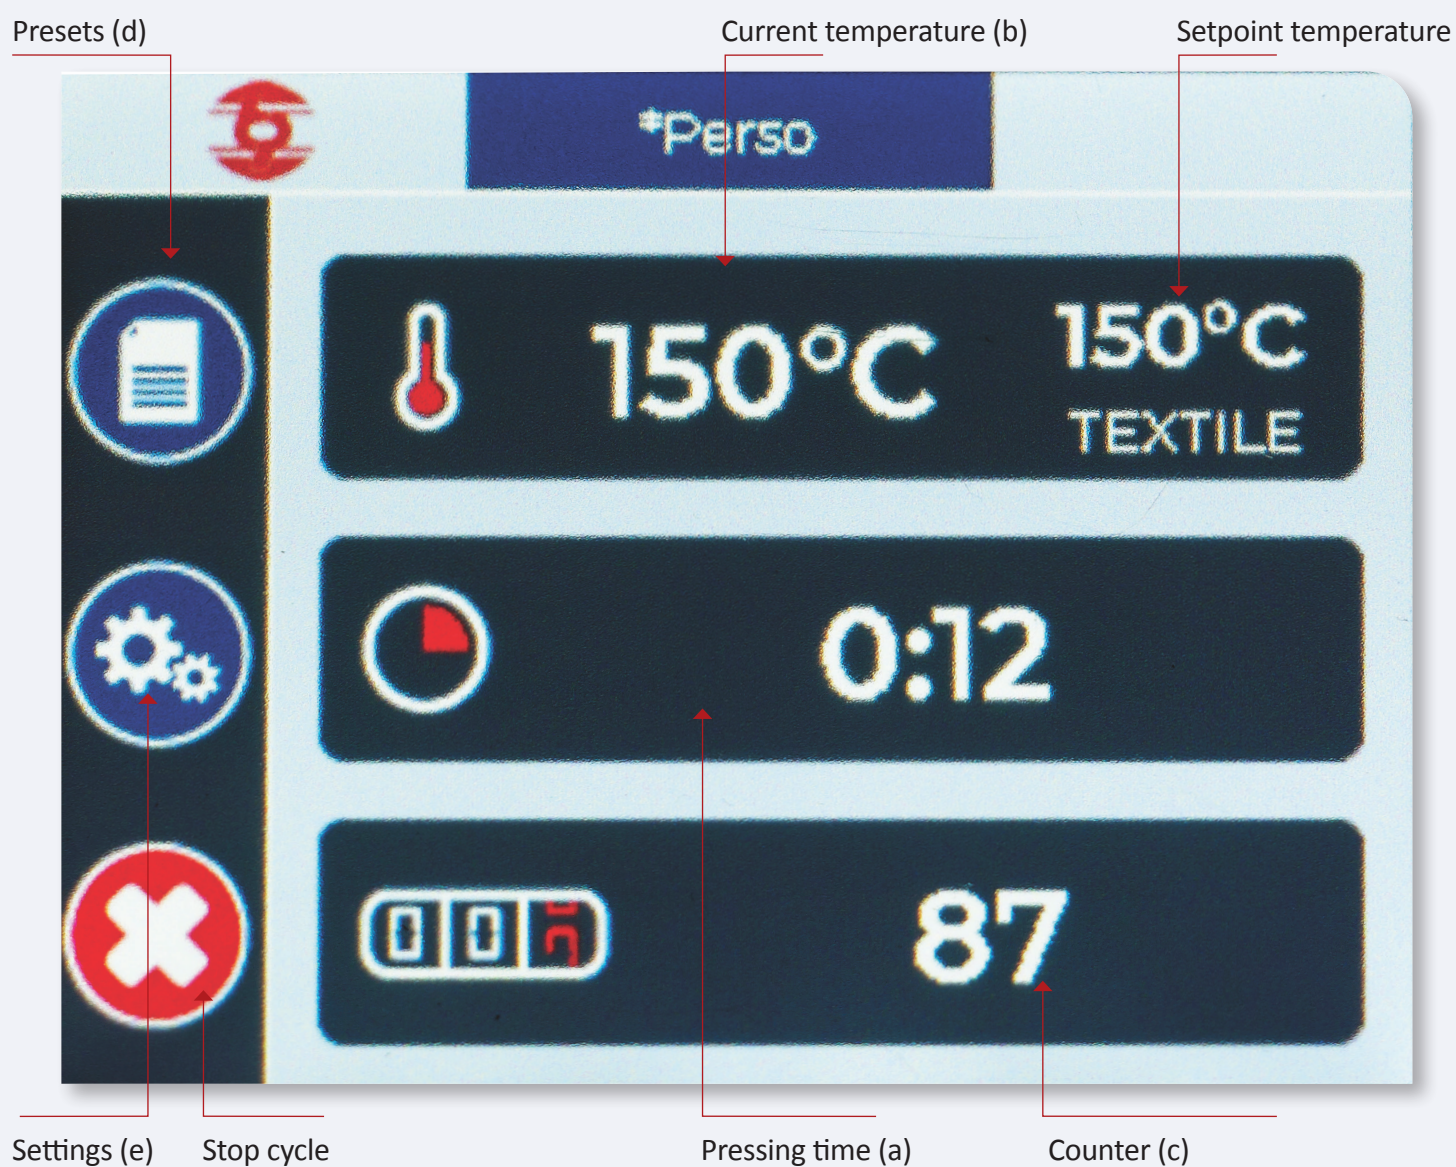 Presets (d)
Current temperature (b)
Setpoint temperature
*Perso
150°C
150°C
TEXTILE
0:12
87
Settings (e)
Stop cycle
Pressing time (a)
Counter (c)